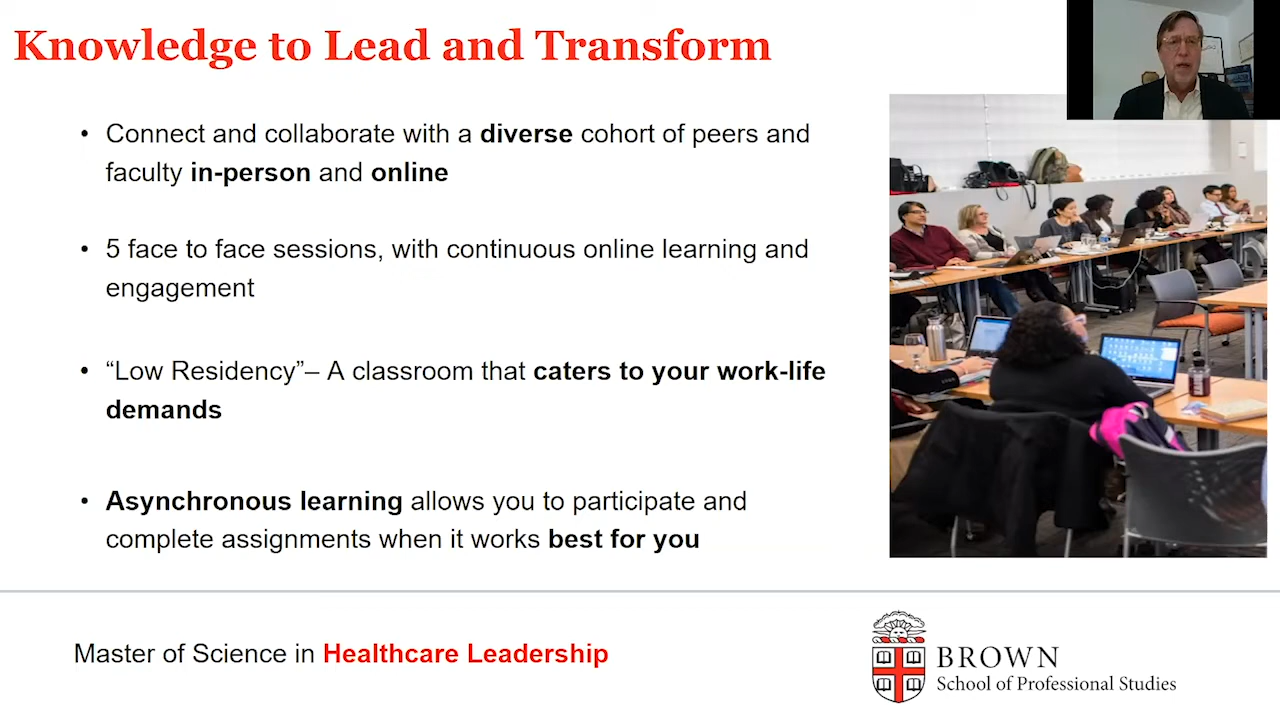 Knowledge to Lead and Transform
• Connect and collaborate with a diverse cohort of peers and
faculty in-person and online
• 5 face to face sessions, with continuous online learning and
engagement
• “Low Residency”– A classroom that caters to your work-life
demands
• Asynchronous learning allows you to participate and
complete assignments when it works best for you
Master of Science in Healthcare Leadership
BROWN
School of Professional Studies